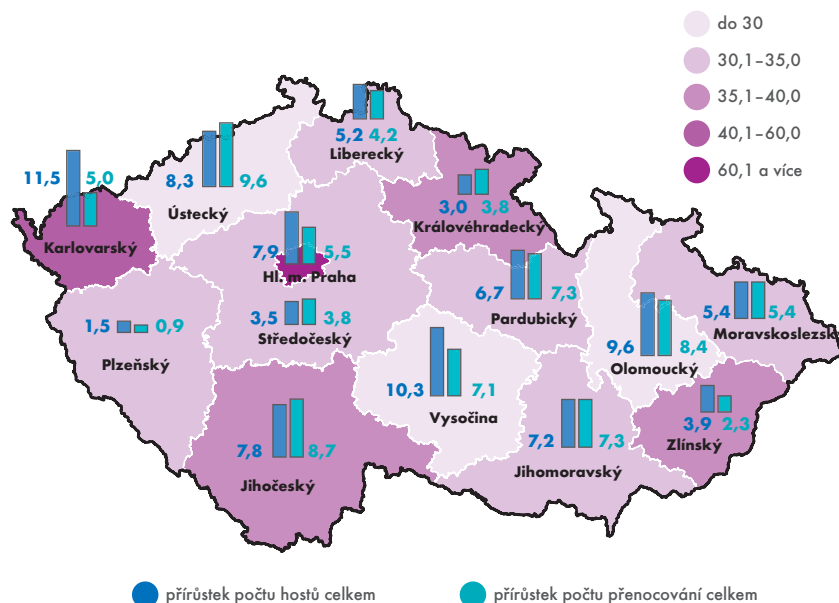 do 30
30,1–35,0
35,1–40,0
40,1–60,0
60,1 a více
5,2 4,2
Liberecký
8,3 9,6
Ústecký
11,5 5,0
Karlovarský
3,0 3,8
Královéhradecký
7,9 5,5
Hl. m. Praha
3,5 3,8
Středočeský
1,5 0,9
Plzeňský
6,7 7,3
Pardubický
5,4 5,4
Moravskoslezsk
9,6 8,4
Olomoucký
10,3 7,1
Vysočina
3,9 2,3
Zlínský
7,8 8,7
Jihočeský
7,2 7,3
Jihomoravský
přírůstek počtu hostů celkem
přírůstek počtu přenocování celkem